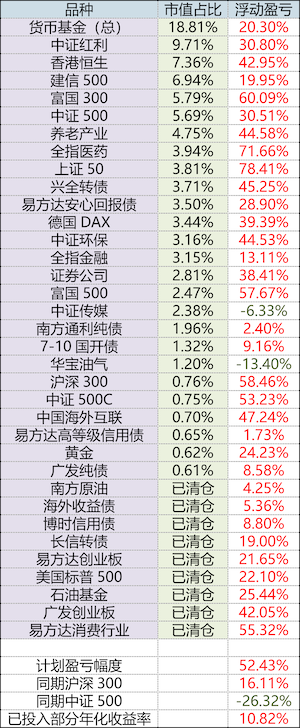 品种 市值占比 浮动盈亏
货币基金（总） 18.81% 20.30%
中证红利 9.71% 30.80%
香港恒生 7.36% 42.95%
建信 500 6.94% 19.95%
富国 300 5.79% 60.09%
中证 500 5.69% 30.51%
养老产业 4.75% 44.58%
全指医药 3.94% 71.66%
上证 50 3.81% 78.41%
兴全转债 3.71% 45.25%
易方达安心回报债 3.50% 28.90%
德国 DAX 3.44% 39.39%
中证环保 3.16% 44.53%
全指金融 3.15% 13.11%
证券公司 2.81% 38.41%
富国 500 2.47% 57.67%
中证传媒 2.38% -6.33%
南方通利纯债 1.96% 2.40%
7-10 国开债 1.32% 9.16%
华宝油气 1.20% -13.40%
沪深 300 0.76% 58.46%
中证 500C 0.75% 53.23%
中国海外互联 0.70% 47.24%
易方达高等级信用债 0.65% 1.73%
黄金 0.62% 24.23%
广发纯债 0.61% 8.58%
南方原油 已清仓 4.25%
海外收益债 已清仓 5.36%
博时信用债 已清仓 8.80%
长信转债 已清仓 19.00%
易方达创业板 已清仓 21.65%
美国标普 500 已清仓 22.10%
石油基金 已清仓 25.44%
广发创业板 已清仓 42.05%
易方达消费行业 已清仓 55.32%
计划盈亏幅度 52.43%
同期沪深 300 16.11%
同期中证 500 -26.32%
已投入部分年化收益率 10.82%